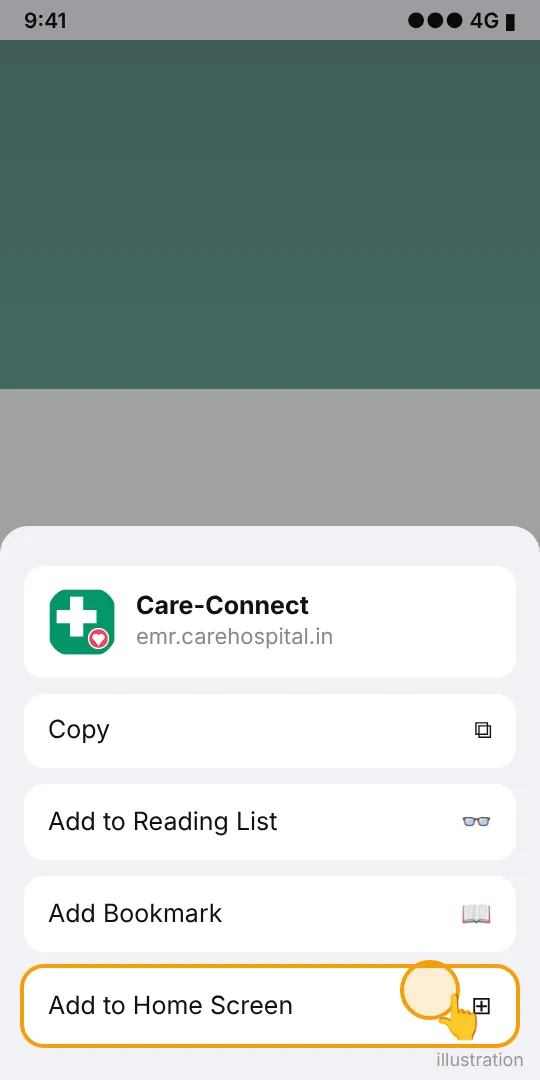 9:41
4G
Care-Connect
emr.carehospital.in
Copy
Add to Reading List
Add Bookmark
Add to Home Screen
illustration